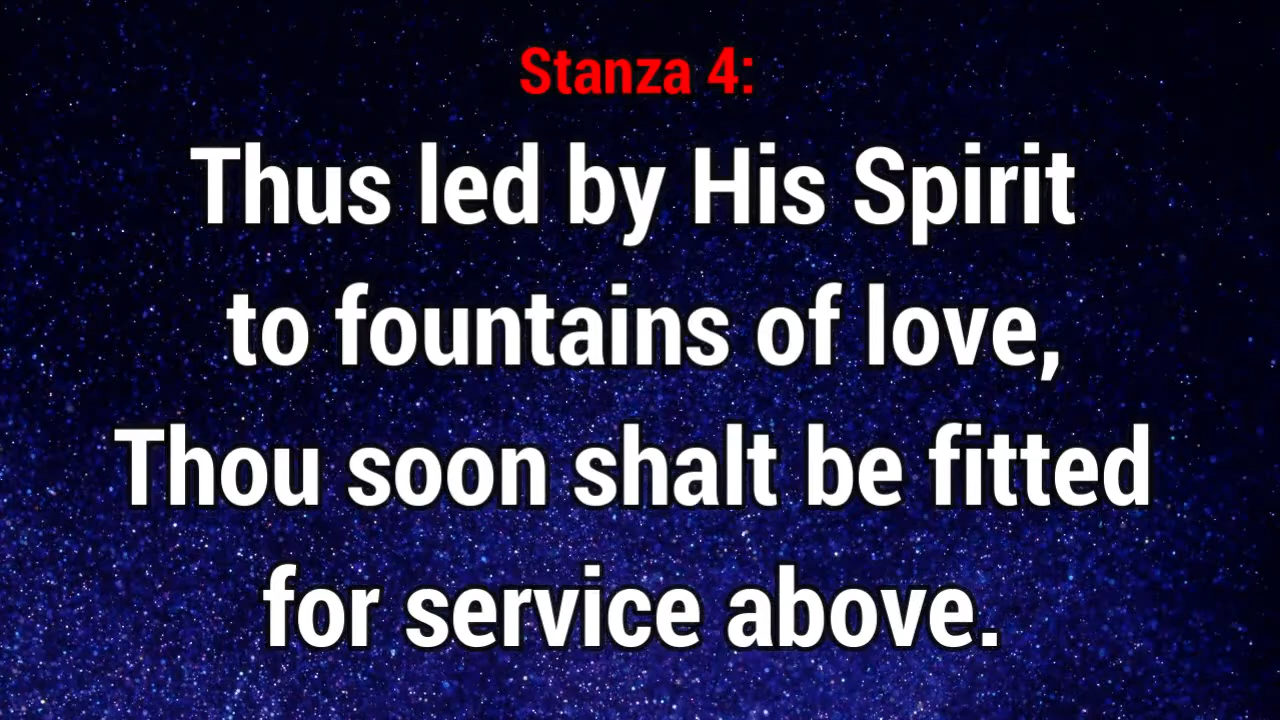 Stanza 4:
Thus led by His Spirit
to fountains of love,
Thou soon shalt be fitted
for service above.